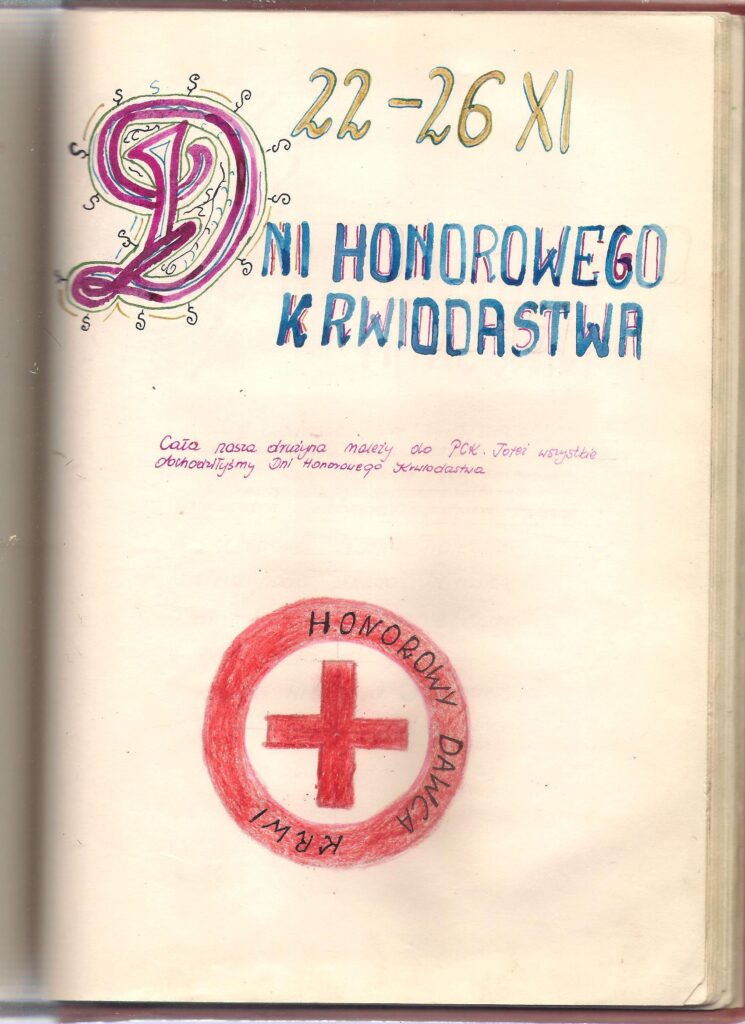 22-26 XI
DNI HONOROWEGO
KRWIODASTWA
Cała nasza drużyna należy do PCK. Toteż wszystkie
obchodziłyśmy Dni Honorowego Krwiodastwa
HONOROWY DAWCA KRWI